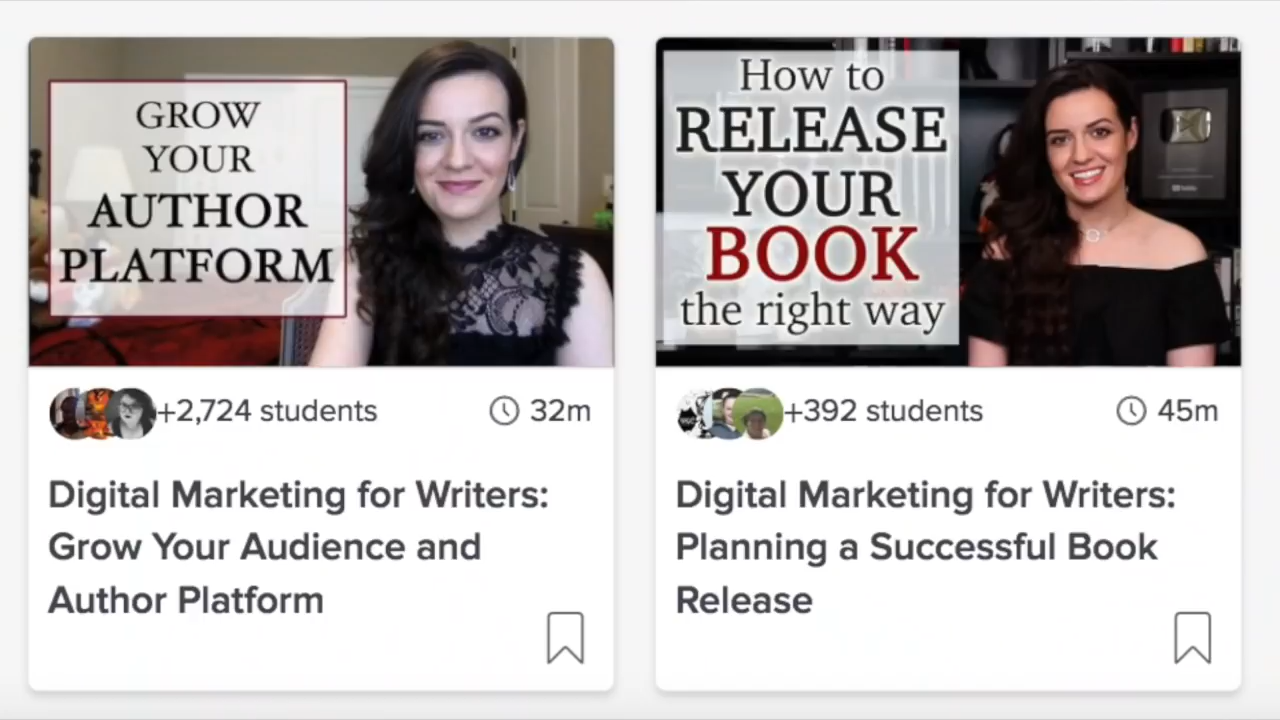 GROW
YOUR
AUTHOR
PLATFORM
+2,724 students
32m
Digital Marketing for Writers:
Grow Your Audience and
Author Platform
How to
RELEASE
YOUR
BOOK
the right way
+392 students
45m
Digital Marketing for Writers:
Planning a Successful Book
Release